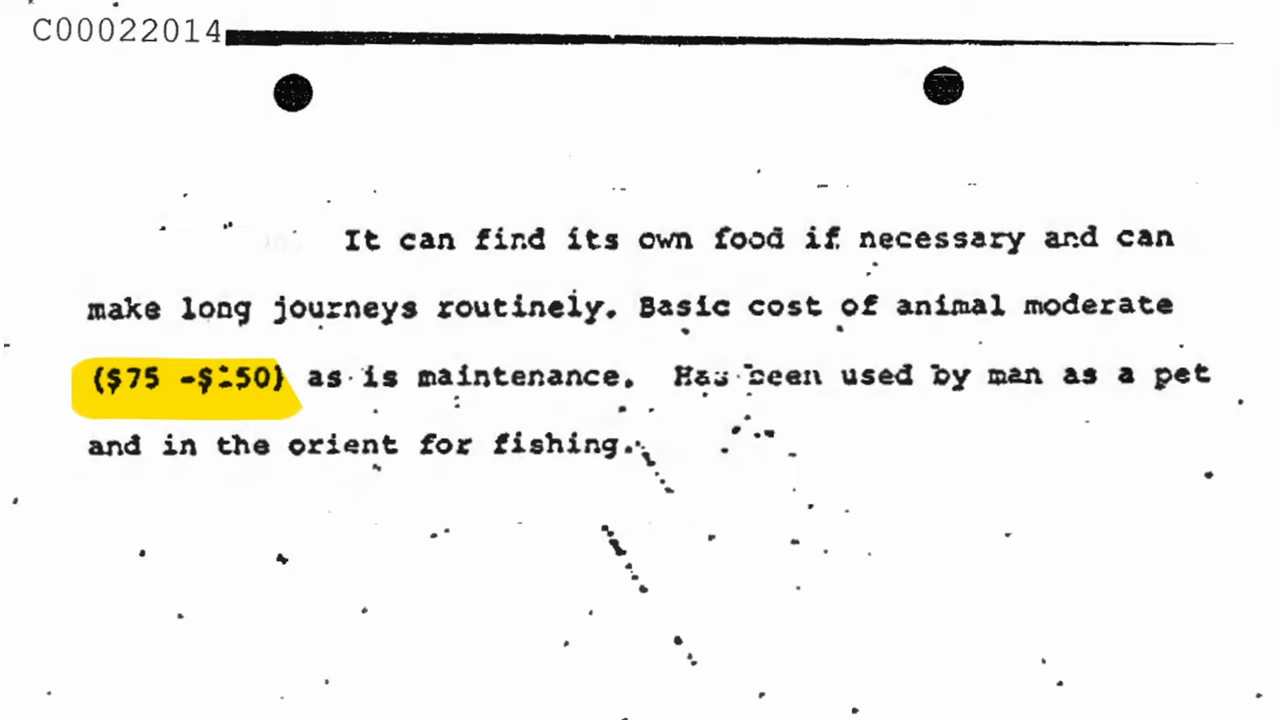 C00022014
It can find its own food if necessary and can
make long journeys routinely. Basic cost of animal moderate
($75 -$150) as is maintenance. Has been used by man as a pet
and in the orient for fishing.